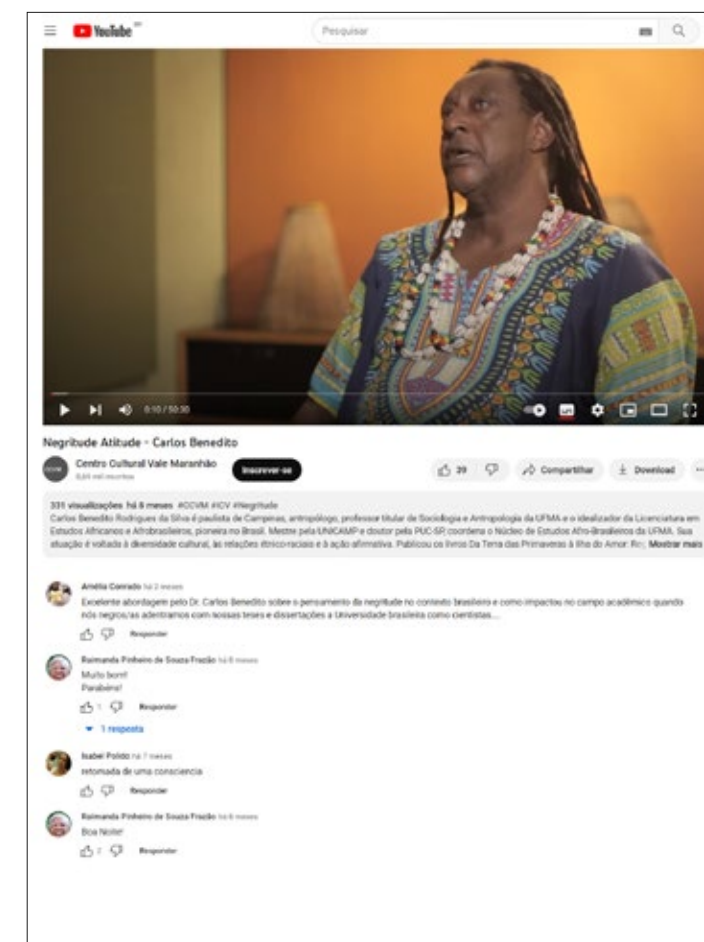 YouTube BR
Pesquisar
0:10 / 50:30
Negritude Atitude - Carlos Benedito
Centro Cultural Vale Maranhão
Inscrever-se
39
Compartilhar
Download
331 visualizações há 8 meses #CCVM #ICV #Negritude
Carlos Benedito Rodrigues da Silva é paulista de Campinas, antropólogo, professor titular de Sociologia e Antropologia da UFMA e o idealizador da Licenciatura em
Estudos Africanos e Afrobrasileiros, pioneira no Brasil. Mestre pela UNICAMP e doutor pela PUC-SP, coordena o Núcleo de Estudos Afro-Brasileiros da UFMA. Sua
atuação é voltada à diversidade cultural, às relações étnico-raciais e à ação afirmativa. Publicou os livros Da Terra das Primaveras à Ilha do Amor: Mostrar mais
Amélia Conrado há 2 meses
Excelente abordagem pelo Dr. Carlos Benedito sobre o pensamento da negritude no contexto brasileiro e como impactou no campo acadêmico quando
nós negros/as adentramos com nossas teses e dissertações a Universidade brasileira como cientistas...
Responder
Raimunda Pinheiro de Souza Frazão há 8 meses
Muito bom!
Parabéns!
1 Responder
1 resposta
Isabel Polido há 7 meses
retomada de uma consciencia
Responder
Raimunda Pinheiro de Souza Frazão há meses
Boa Noite!
2 Responder